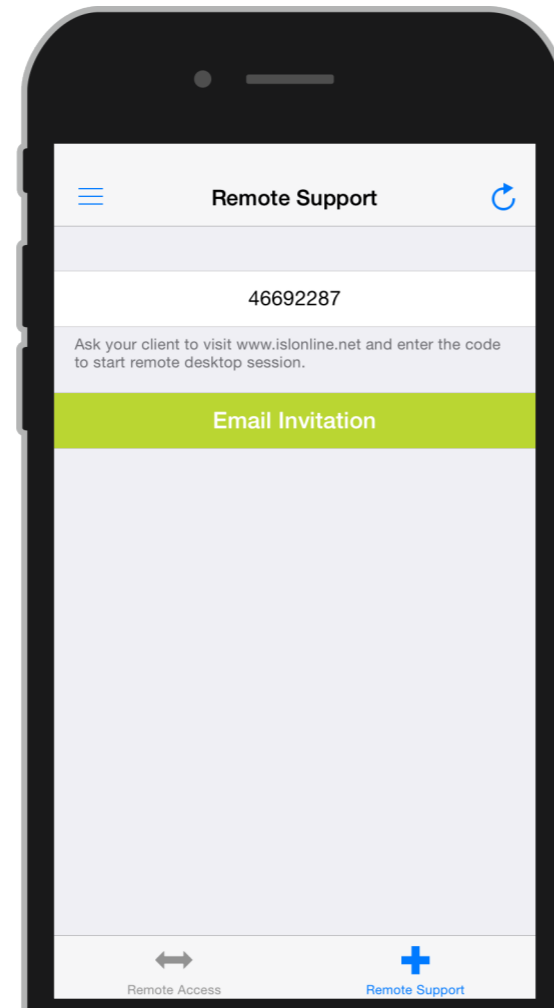 Remote Support
46692287
Ask your client to visit www.islonline.net and enter the code
to start remote desktop session.
Email Invitation
Remote Access
Remote Support